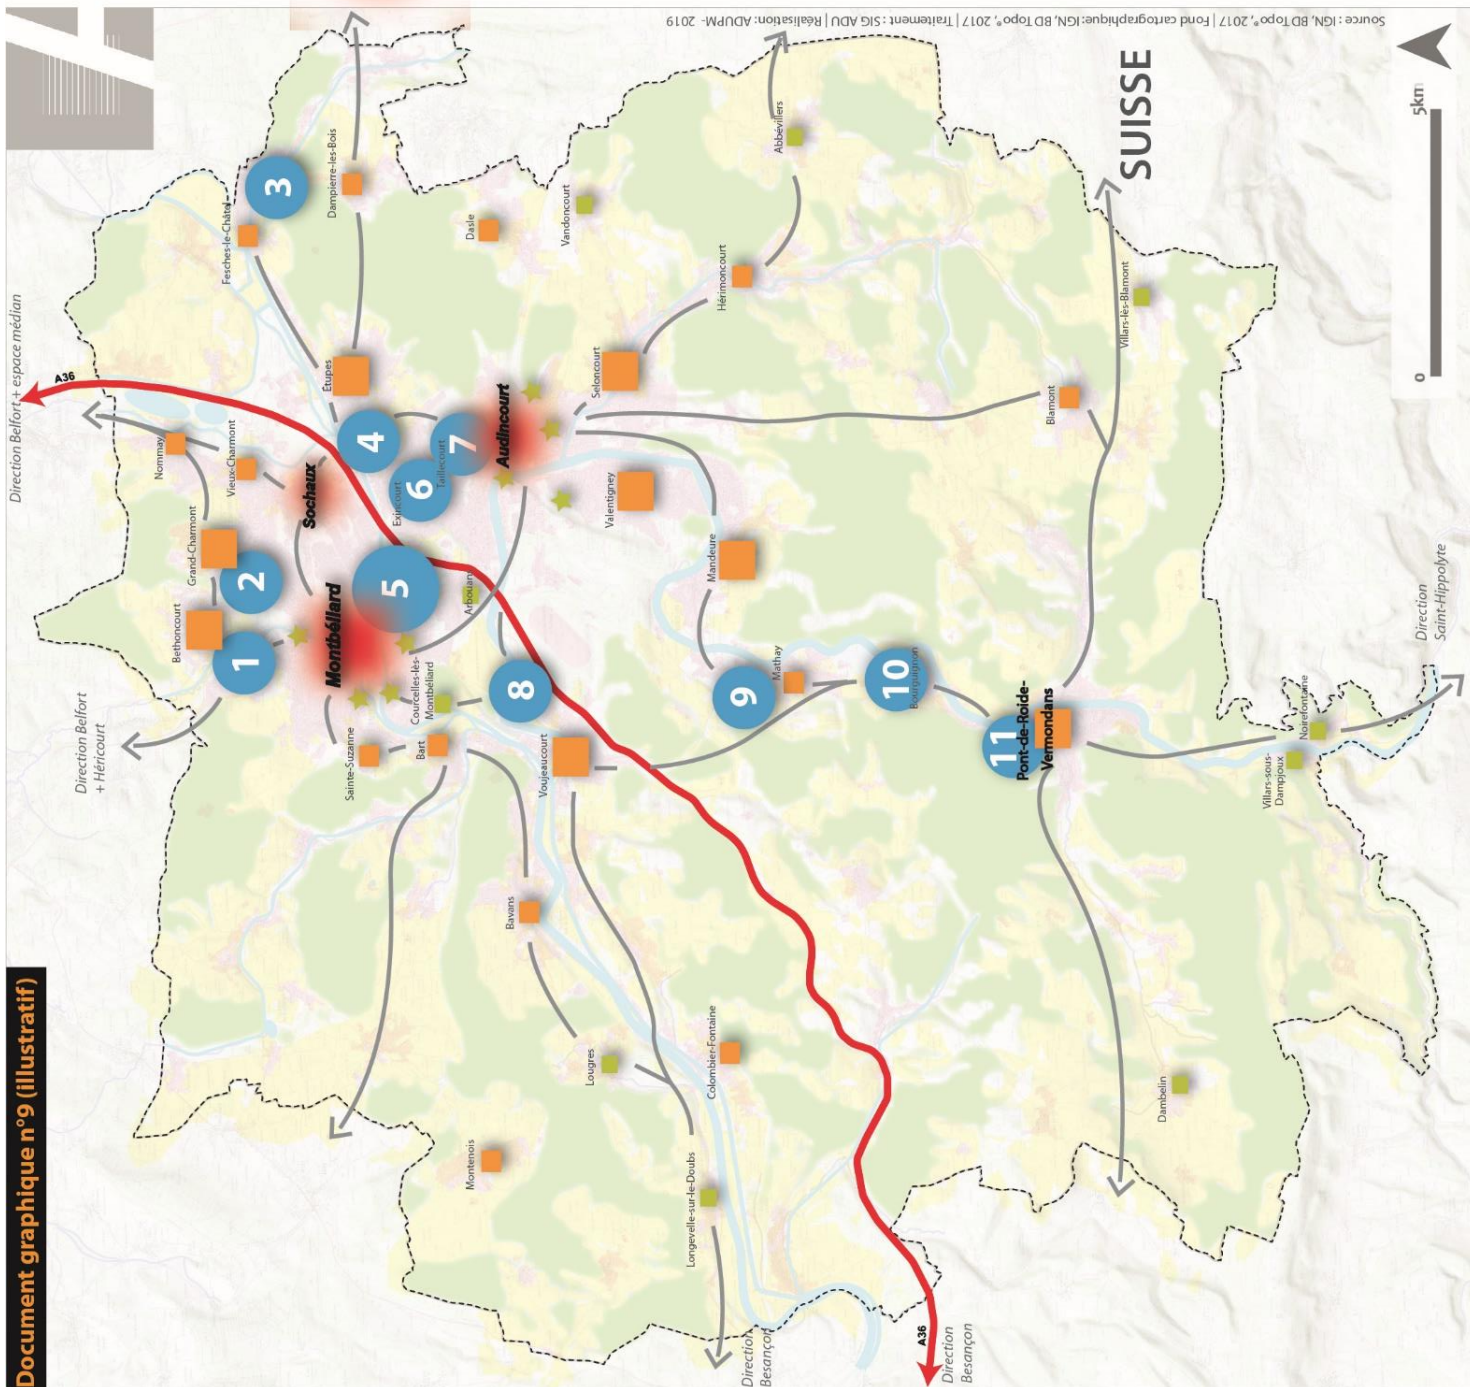 Document graphique n°9 (illustratif)
Source : IGN, BD Topo®, 2017 | Fond cartographique: IGN, BD Topo®, 2017 | Traitement : SIG ADU | Réalisation: ADUPM- 2019
Direction Belfort + espace médian
A36
Direction Belfort
+ Héricourt
Nommay
Vieux-Charmont
Grand-Charmont
Bethoncourt
Fesches-le-Châtel
Dampierre-les-Bois
Dasle
Vandoncourt
Abbévillers
Étupes
Sochaux
Montbéliard
Sainte-Suzanne
Bart
Courcelles-lès-
Montbéliard
Arbouans
Exincourt
Taillecourt
Audincourt
Seloncourt
Hérimoncourt
Valentigney
Mandeure
Voujeaucourt
Mathay
Bourguignon
Pont-de-Roide-
Vermondans
Blamont
Villars-lès-Blamont
Noirefontaine
Villars-sous-
Dampjoux
Bavans
Lougres
Montenois
Colombier-Fontaine
Longevelle-sur-le-Doubs
Dambelin
1
2
3
4
5
6
7
8
9
10
11
SUISSE
Direction
Saint-Hippolyte
Direction
Besançon
A36
Direction
Besançon
0
5km